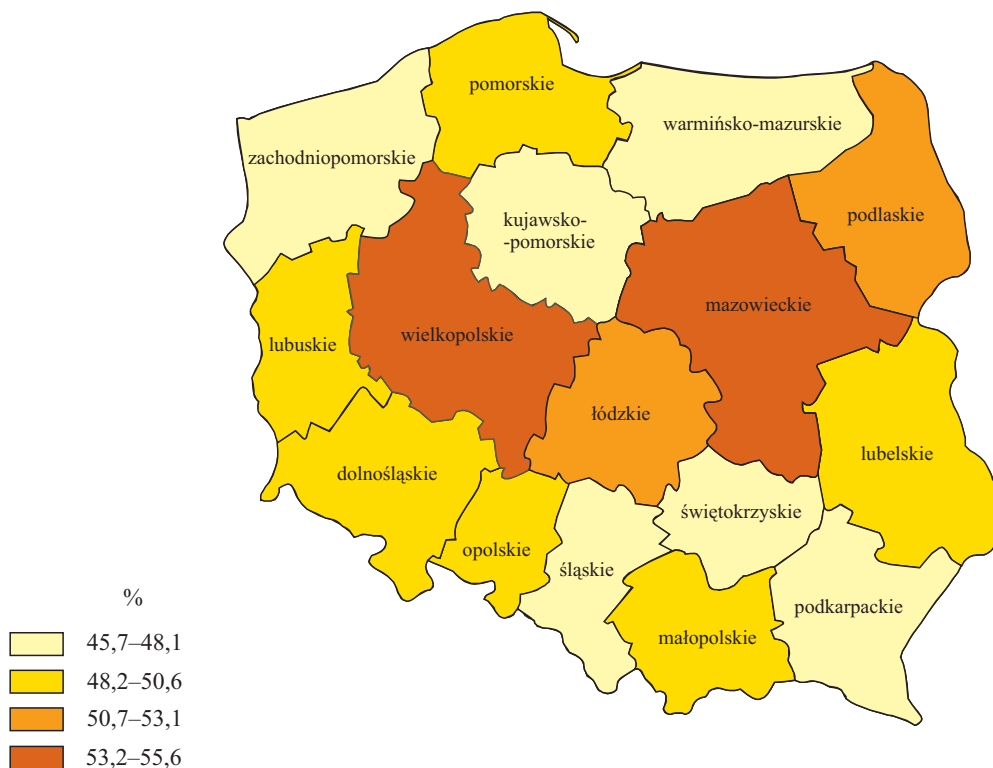 pomorskie
warmińsko-mazurskie
zachodniopomorskie
podlaskie
kujawsko-
-pomorskie
mazowieckie
wielkopolskie
lubuskie
łódzkie
lubelskie
dolnośląskie
świętokrzyskie
opolskie
śląskie
podkarpackie
małopolskie
%
45,7–48,1
48,2–50,6
50,7–53,1
53,2–55,6